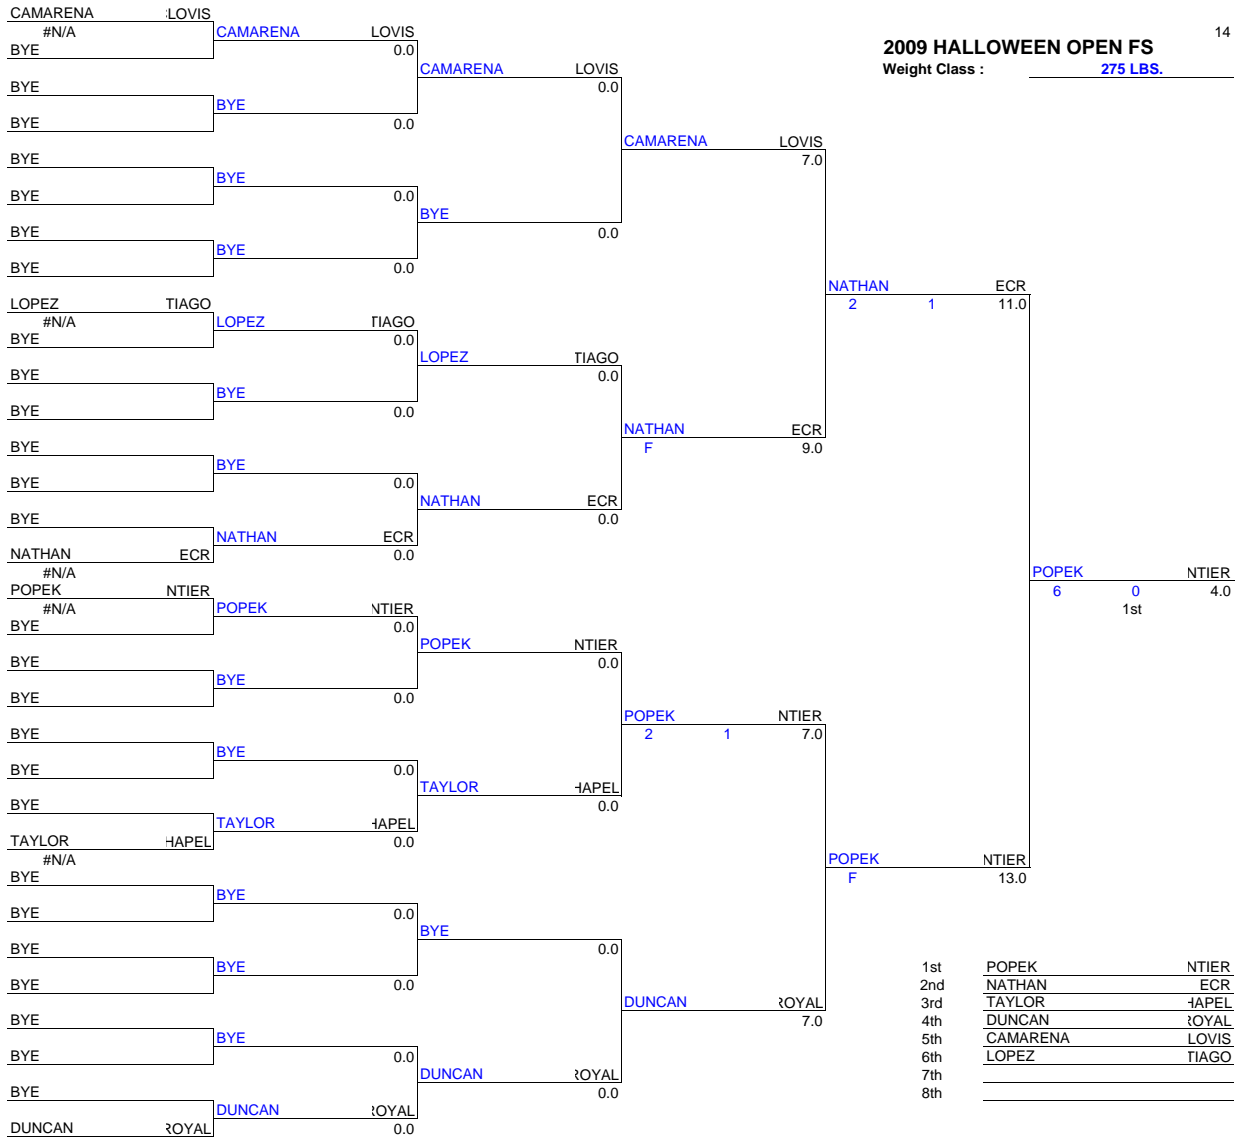 14
2009 HALLOWEEN OPEN FS
Weight Class : 275 LBS.
CAMARENA LOVIS
#N/A
BYE
BYE
BYE
BYE
BYE
BYE
BYE
LOPEZ TIAGO
#N/A
BYE
BYE
BYE
BYE
BYE
BYE
NATHAN ECR
#N/A
POPEK NTIER
#N/A
BYE
BYE
BYE
BYE
BYE
BYE
TAYLOR HAPEL
#N/A
BYE
BYE
BYE
BYE
BYE
BYE
BYE
DUNCAN ROYAL
CAMARENA LOVIS
0.0
BYE
0.0
BYE
0.0
BYE
0.0
LOPEZ TIAGO
0.0
BYE
0.0
BYE
0.0
NATHAN ECR
0.0
POPEK NTIER
0.0
BYE
0.0
BYE
0.0
TAYLOR HAPEL
0.0
BYE
0.0
BYE
0.0
BYE
0.0
DUNCAN ROYAL
0.0
CAMARENA LOVIS
0.0
BYE
0.0
LOPEZ TIAGO
0.0
NATHAN ECR
0.0
POPEK NTIER
0.0
TAYLOR HAPEL
0.0
BYE
0.0
DUNCAN ROYAL
0.0
CAMARENA LOVIS
7.0
NATHAN ECR
F 9.0
POPEK NTIER
2 1 7.0
DUNCAN ROYAL
7.0
NATHAN ECR
2 1 11.0
POPEK NTIER
F 13.0
POPEK NTIER
6 0 4.0
1st
1st POPEK NTIER
2nd NATHAN ECR
3rd TAYLOR HAPEL
4th DUNCAN ROYAL
5th CAMARENA LOVIS
6th LOPEZ TIAGO
7th
8th